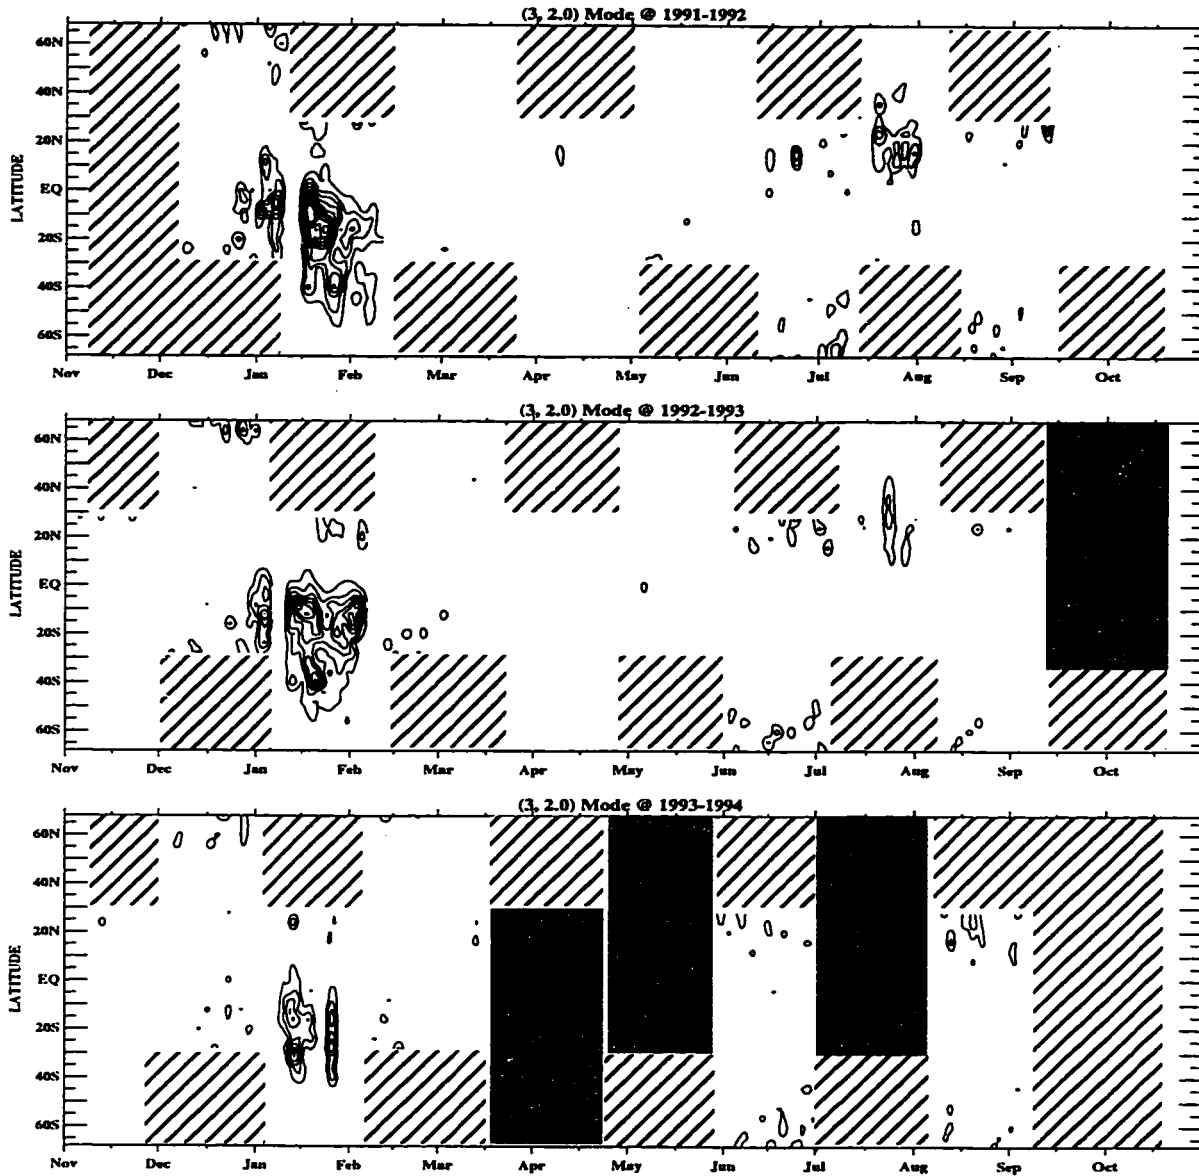 (3, 2.0) Mode @ 1991-1992
60N
40N
20N
EQ
20S
40S
60S
LATITUDE
Nov Dec Jan Feb Mar Apr May Jun Jul Aug Sep Oct
(3, 2.0) Mode @ 1992-1993
60N
40N
20N
EQ
20S
40S
60S
LATITUDE
Nov Dec Jan Feb Mar Apr May Jun Jul Aug Sep Oct
(3, 2.0) Mode @ 1993-1994
60N
40N
20N
EQ
20S
40S
60S
LATITUDE
Nov Dec Jan Feb Mar Apr May Jun Jul Aug Sep Oct